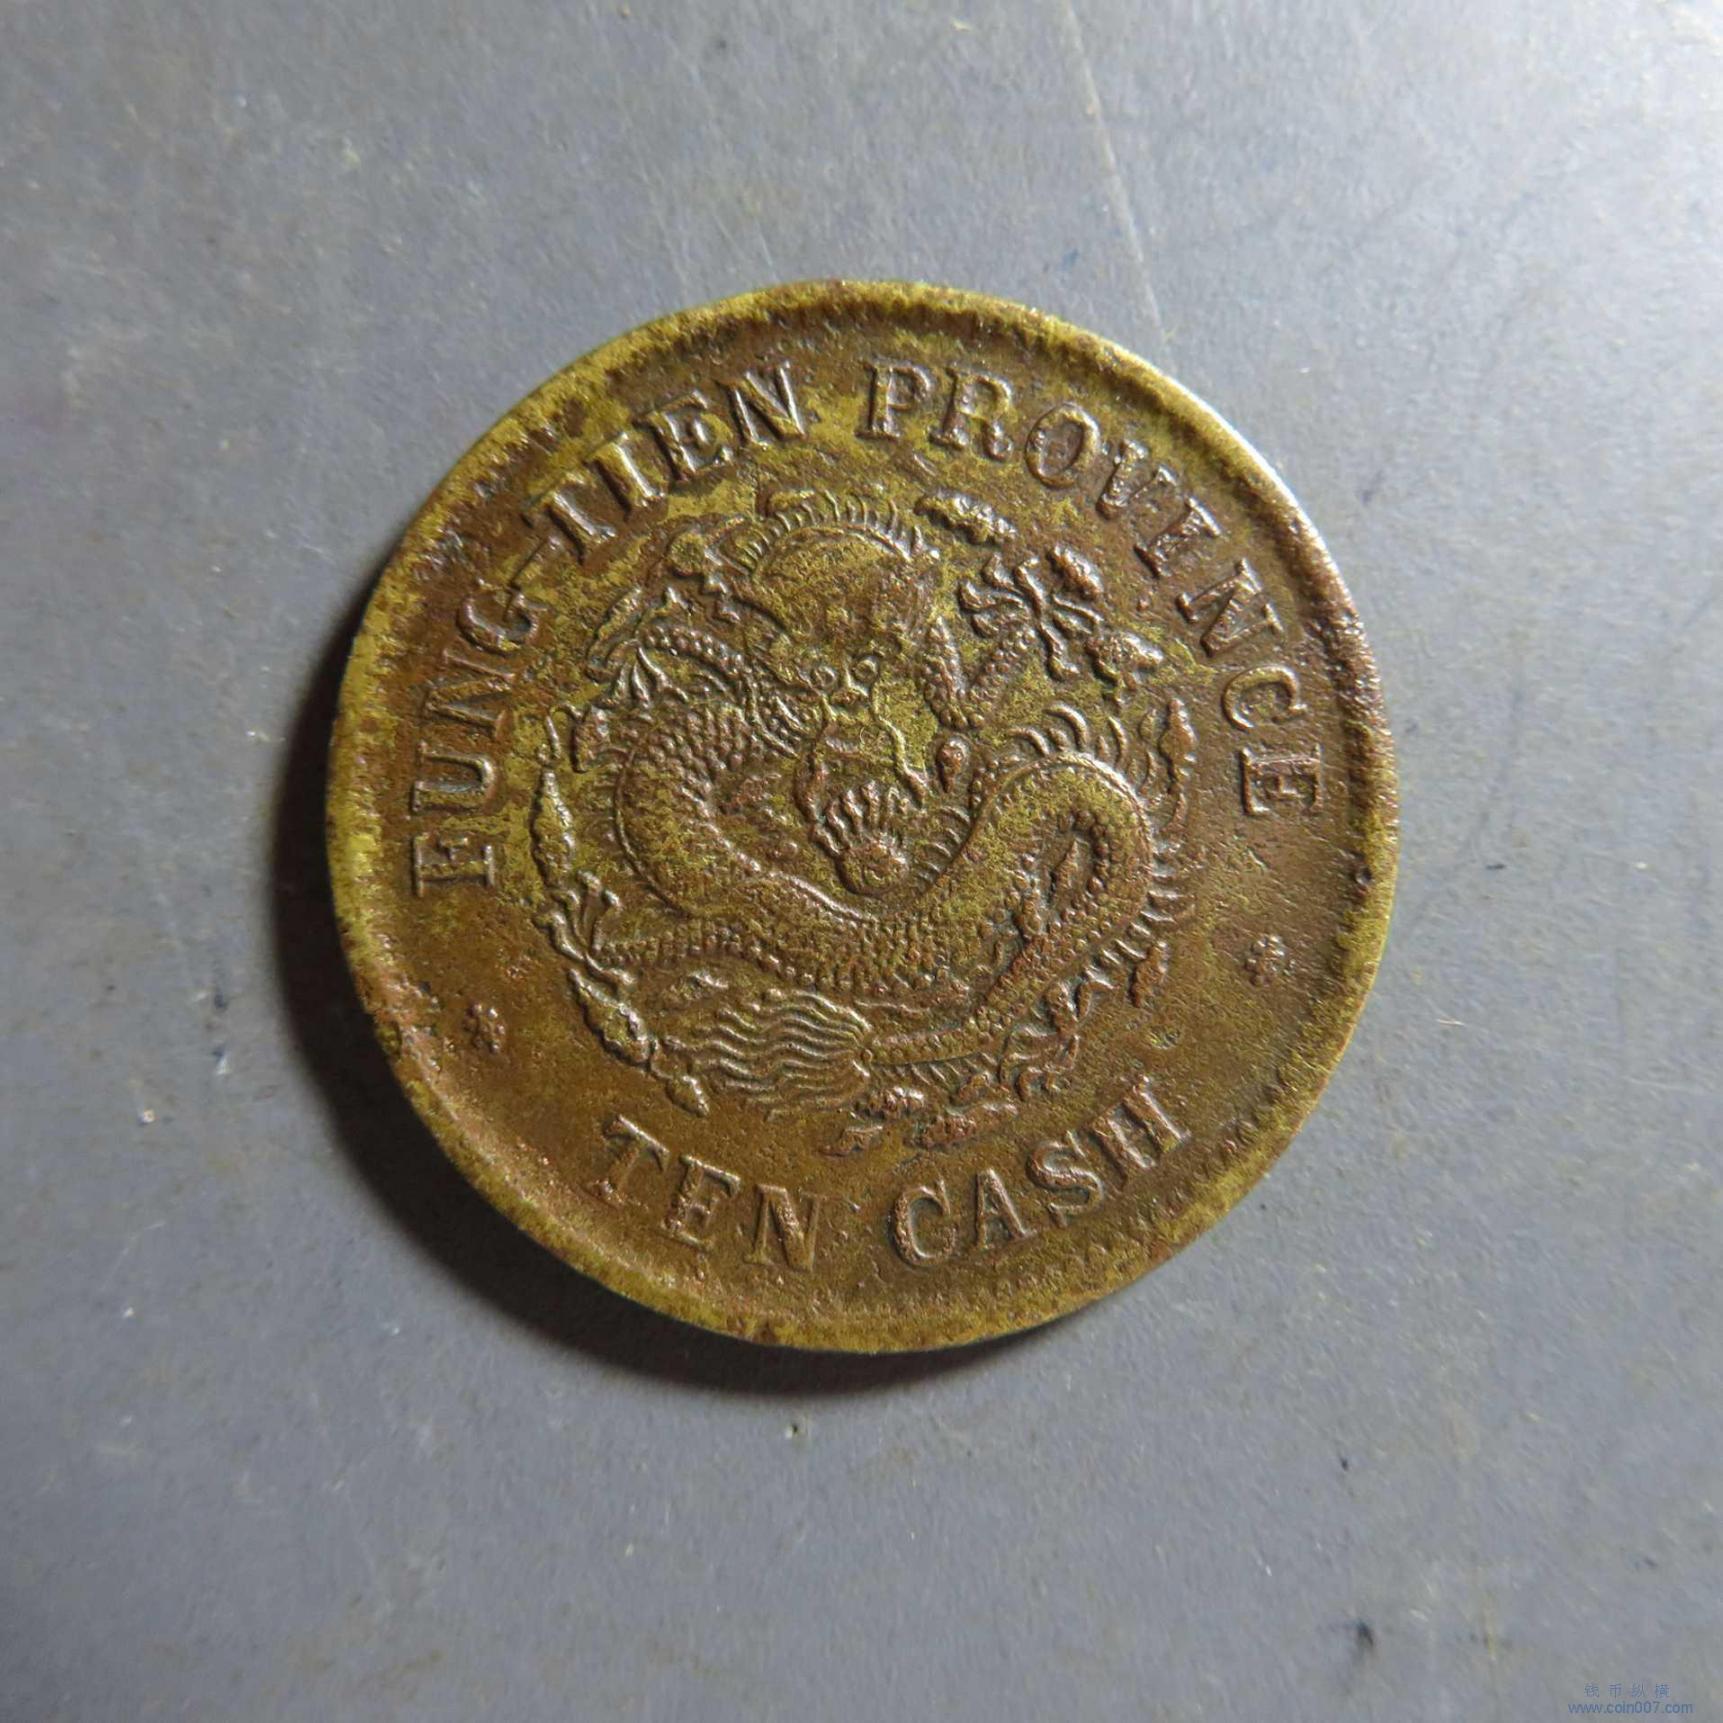 FUNG-TIEN PROVINCE
TEN CASH
钱币纵横
www.coin007.com